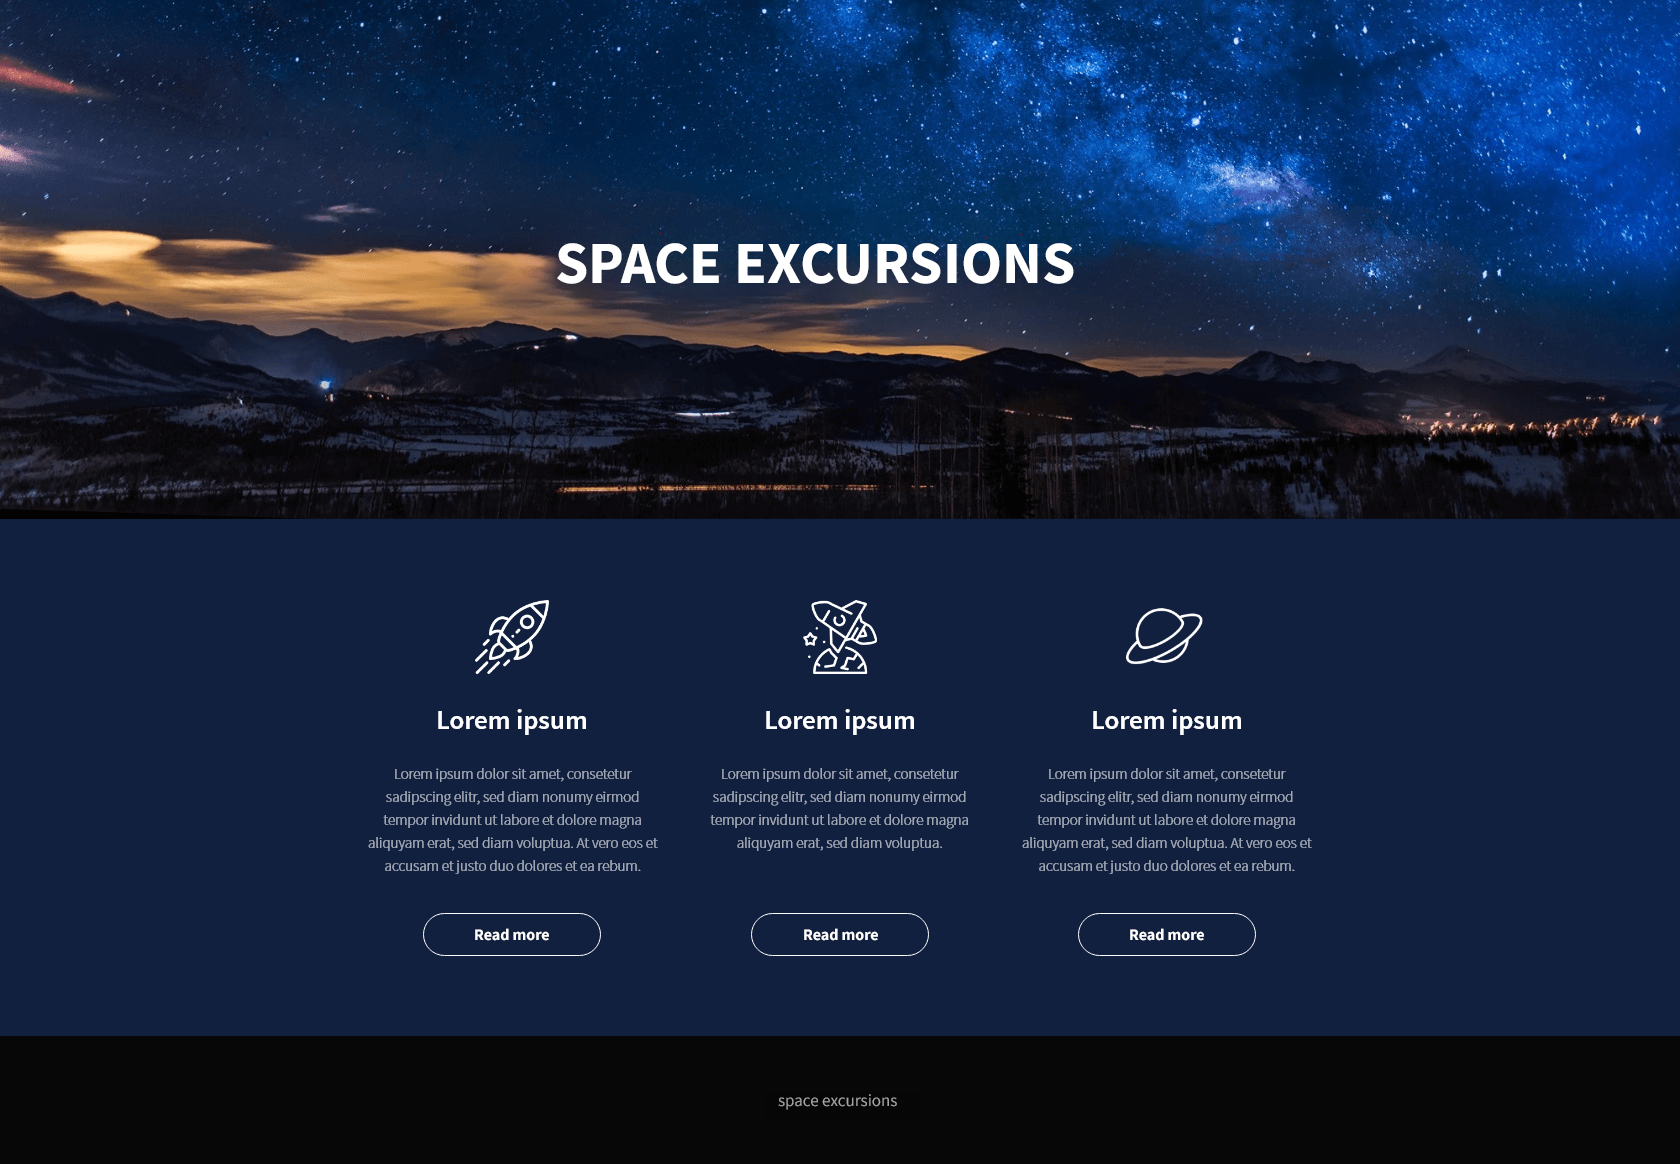 SPACE EXCURSIONS
Lorem ipsum
Lorem ipsum dolor sit amet, consetetur
sadipscing elitr, sed diam nonumy eirmod
tempor invidunt ut labore et dolore magna
aliquyam erat, sed diam voluptua. At vero eos et
accusam et justo duo dolores et ea rebum.
Read more
Lorem ipsum
Lorem ipsum dolor sit amet, consetetur
sadipscing elitr, sed diam nonumy eirmod
tempor invidunt ut labore et dolore magna
aliquyam erat, sed diam voluptua.
Read more
Lorem ipsum
Lorem ipsum dolor sit amet, consetetur
sadipscing elitr, sed diam nonumy eirmod
tempor invidunt ut labore et dolore magna
aliquyam erat, sed diam voluptua. At vero eos et
accusam et justo duo dolores et ea rebum.
Read more
space excursions